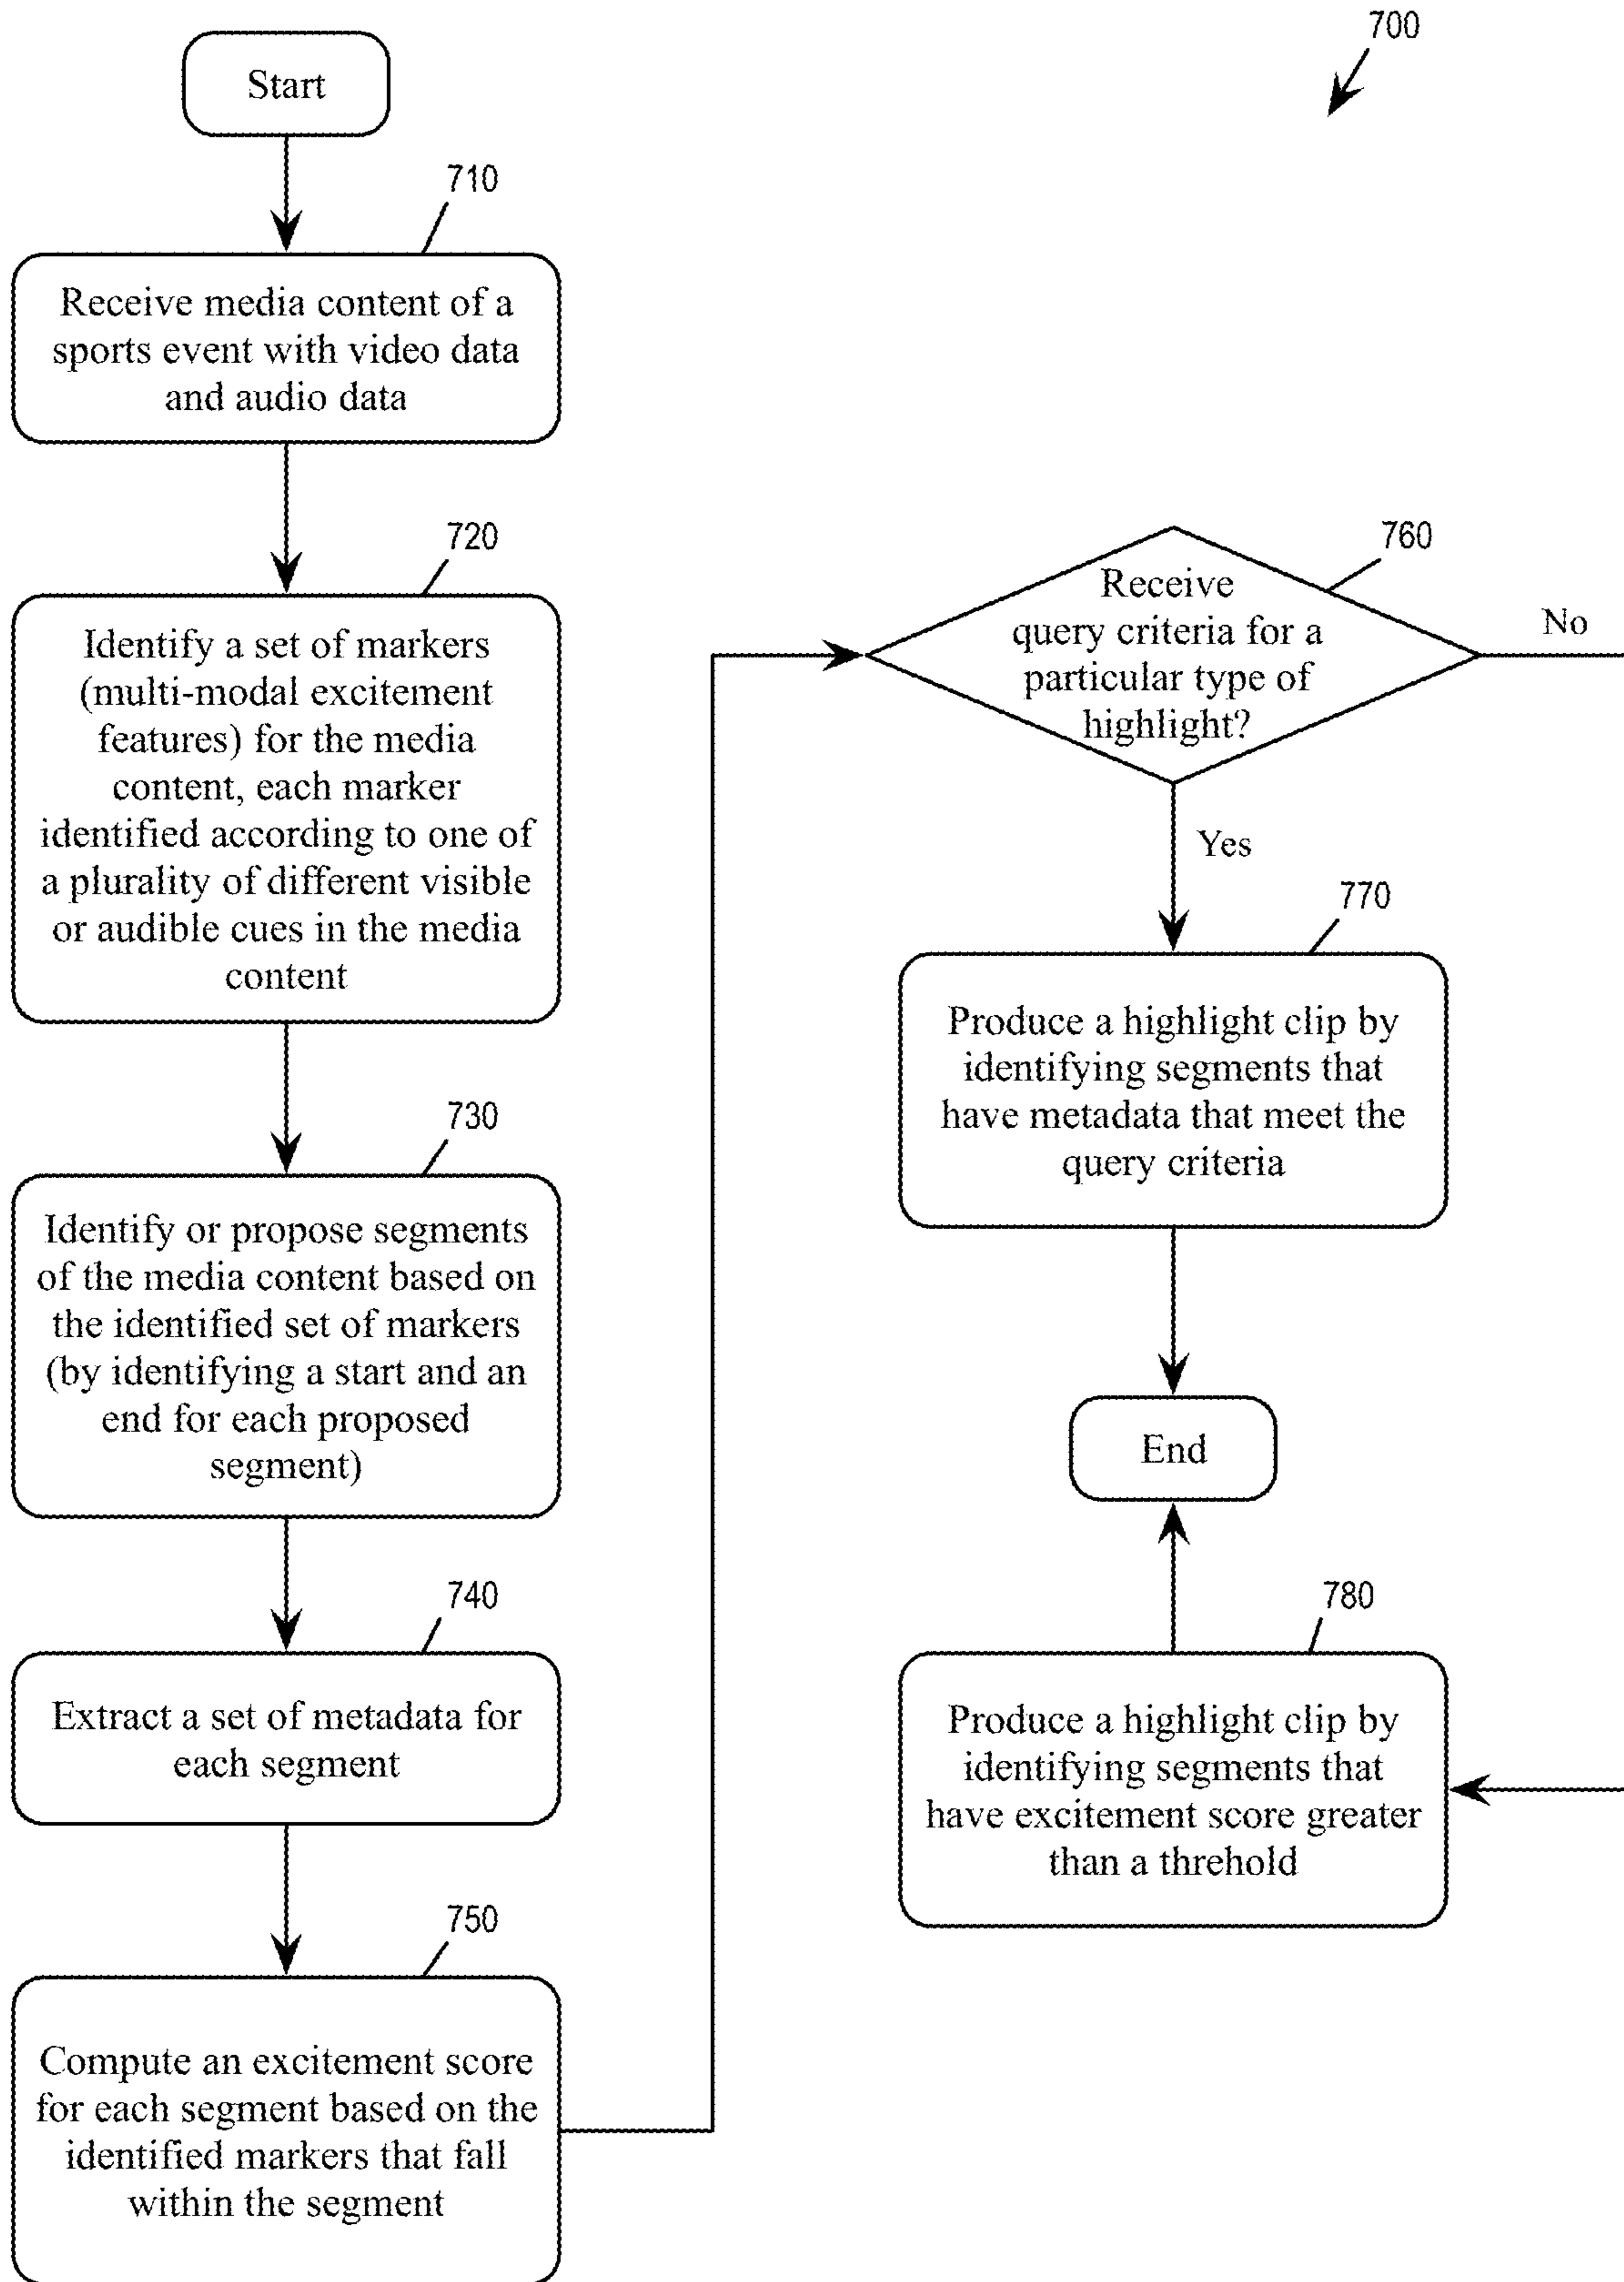 700
Start
710
Receive media content of a
sports event with video data
and audio data
720
Identify a set of markers
(multi-modal excitement
features) for the media
content, each marker
identified according to one of
a plurality of different visible
or audible cues in the media
content
730
Identify or propose segments
of the media content based on
the identified set of markers
(by identifying a start and an
end for each proposed
segment)
740
Extract a set of metadata for
each segment
750
Compute an excitement score
for each segment based on the
identified markers that fall
within the segment
760
Receive
query criteria for a
particular type of
highlight?
No
Yes
770
Produce a highlight clip by
identifying segments that
have metadata that meet the
query criteria
End
780
Produce a highlight clip by
identifying segments that
have excitement score greater
than a threhold